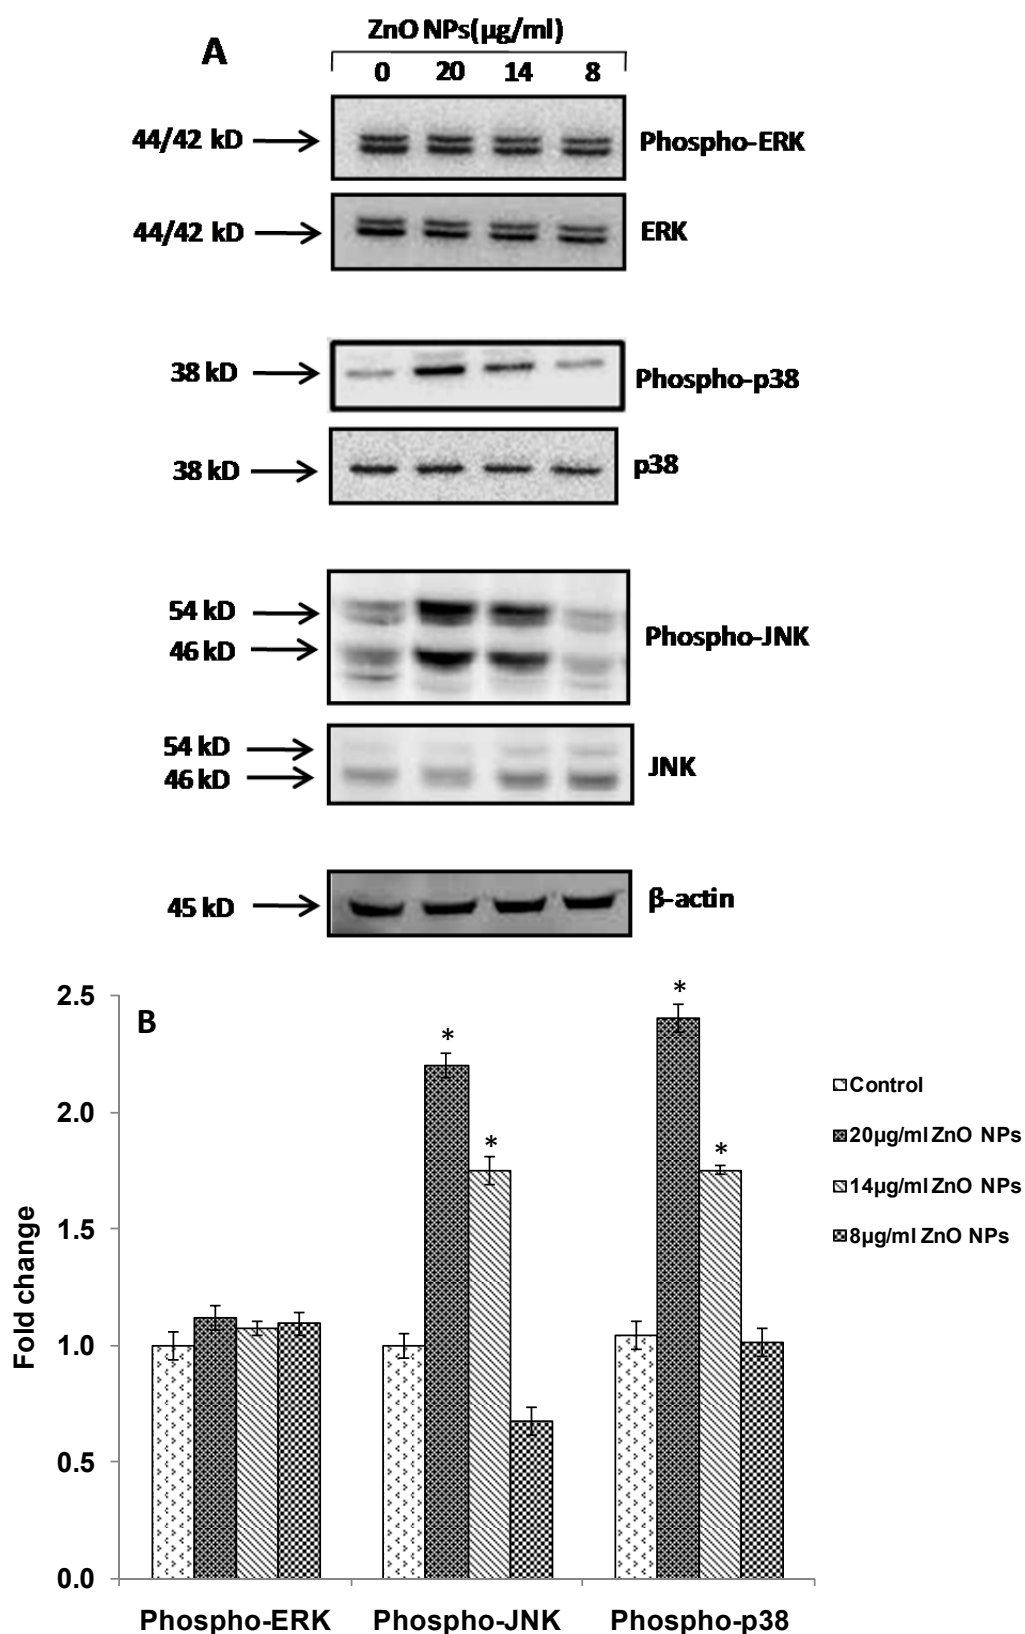 A
ZnO NPs(µg/ml)
0 20 14 8
44/42 kD Phospho-ERK
44/42 kD ERK
38 kD Phospho-p38
38 kD p38
54 kD
46 kD
Phospho-JNK
54 kD
46 kD
JNK
45 kD β-actin
B
Fold change
2.5
2.0
1.5
1.0
0.5
0.0
* * * *
Phospho-ERK Phospho-JNK Phospho-p38
Control
20µg/ml ZnO NPs
14µg/ml ZnO NPs
8µg/ml ZnO NPs